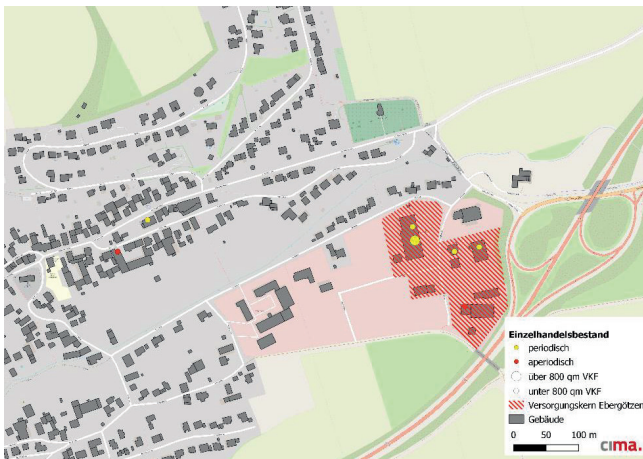 Einzelhandelsbestand
periodisch
aperiodisch
über 800 qm VKF
unter 800 qm VKF
Versorgungskern Ebergötzen
Gebäude
0 50 100 m
cima.